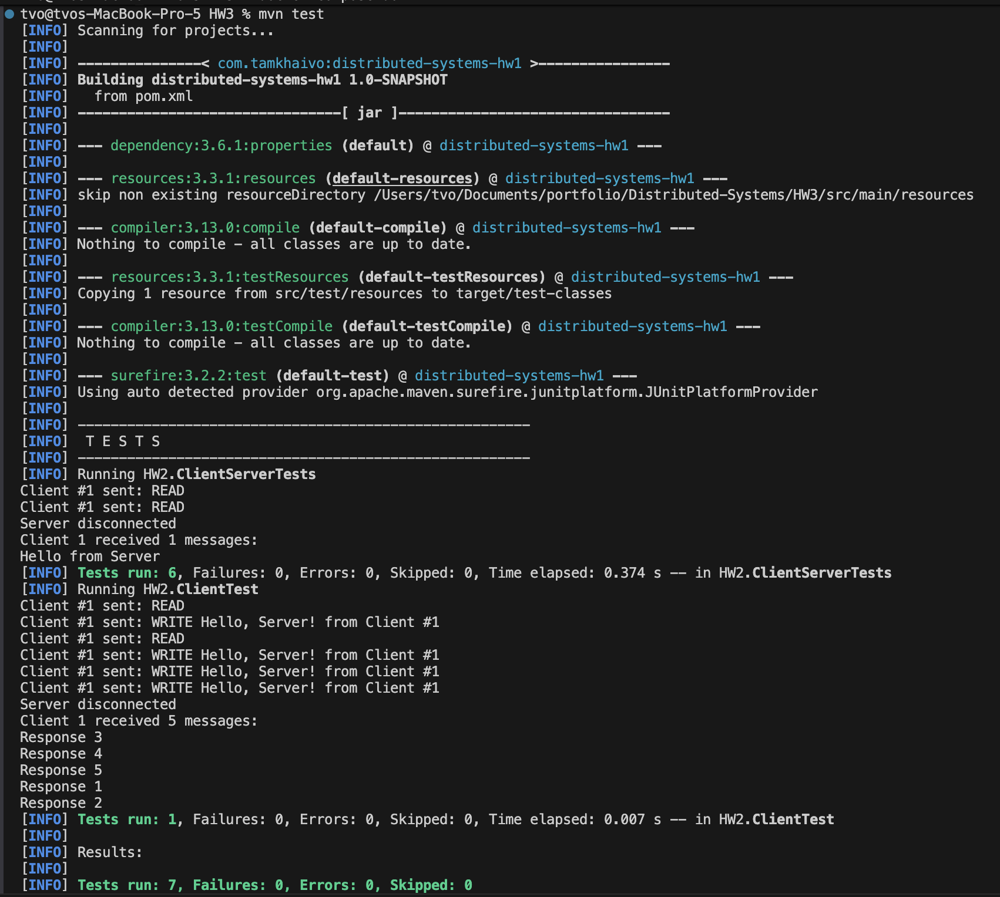 tvo@tvos-MacBook-Pro-5 HW3 % mvn test
[INFO] Scanning for projects...
[INFO]
[INFO] ---------------< com.tamkhaivo:distributed-systems-hw1 >----------------
[INFO] Building distributed-systems-hw1 1.0-SNAPSHOT
[INFO]   from pom.xml
[INFO] --------------------------------[ jar ]---------------------------------
[INFO]
[INFO] --- dependency:3.6.1:properties (default) @ distributed-systems-hw1 ---
[INFO]
[INFO] --- resources:3.3.1:resources (default-resources) @ distributed-systems-hw1 ---
[INFO] skip non existing resourceDirectory /Users/tvo/Documents/portfolio/Distributed-Systems/HW3/src/main/resources
[INFO]
[INFO] --- compiler:3.13.0:compile (default-compile) @ distributed-systems-hw1 ---
[INFO] Nothing to compile - all classes are up to date.
[INFO]
[INFO] --- resources:3.3.1:testResources (default-testResources) @ distributed-systems-hw1 ---
[INFO] Copying 1 resource from src/test/resources to target/test-classes
[INFO]
[INFO] --- compiler:3.13.0:testCompile (default-testCompile) @ distributed-systems-hw1 ---
[INFO] Nothing to compile - all classes are up to date.
[INFO]
[INFO] --- surefire:3.2.2:test (default-test) @ distributed-systems-hw1 ---
[INFO] Using auto detected provider org.apache.maven.surefire.junitplatform.JUnitPlatformProvider
[INFO]
[INFO] -------------------------------------------------------
[INFO]  T E S T S
[INFO] -------------------------------------------------------
[INFO] Running HW2.ClientServerTests
Client #1 sent: READ
Client #1 sent: READ
Server disconnected
Client 1 received 1 messages:
Hello from Server
[INFO] Tests run: 6, Failures: 0, Errors: 0, Skipped: 0, Time elapsed: 0.374 s -- in HW2.ClientServerTests
[INFO] Running HW2.ClientTest
Client #1 sent: READ
Client #1 sent: WRITE Hello, Server! from Client #1
Client #1 sent: READ
Client #1 sent: WRITE Hello, Server! from Client #1
Client #1 sent: WRITE Hello, Server! from Client #1
Client #1 sent: WRITE Hello, Server! from Client #1
Server disconnected
Client 1 received 5 messages:
Response 3
Response 4
Response 5
Response 1
Response 2
[INFO] Tests run: 1, Failures: 0, Errors: 0, Skipped: 0, Time elapsed: 0.007 s -- in HW2.ClientTest
[INFO]
[INFO] Results:
[INFO]
[INFO] Tests run: 7, Failures: 0, Errors: 0, Skipped: 0